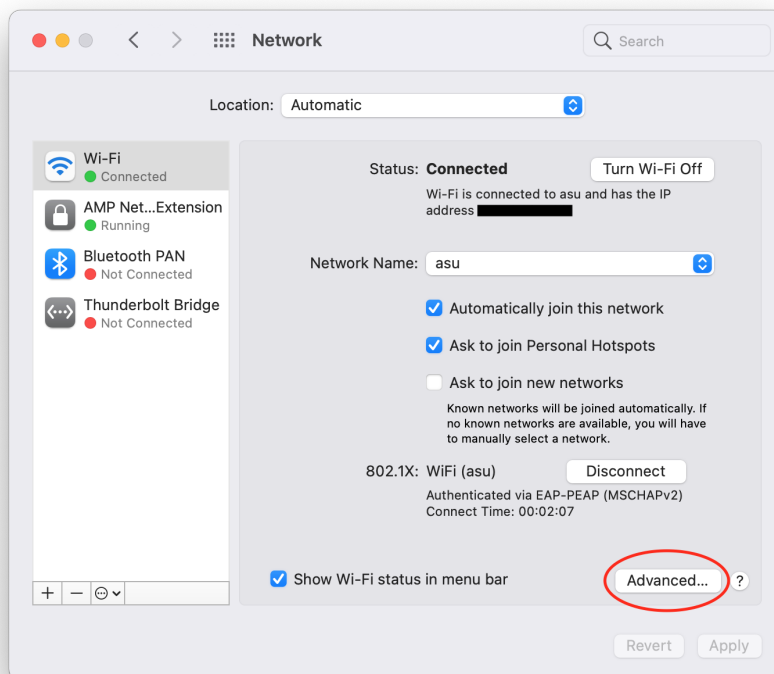 Network
Search
Location: Automatic
Wi-Fi
Connected
AMP Net...Extension
Running
Bluetooth PAN
Not Connected
Thunderbolt Bridge
Not Connected
Status: Connected
Turn Wi-Fi Off
Wi-Fi is connected to asu and has the IP
address
Network Name: asu
Automatically join this network
Ask to join Personal Hotspots
Ask to join new networks
Known networks will be joined automatically. If
no known networks are available, you will have
to manually select a network.
802.1X: WiFi (asu)
Disconnect
Authenticated via EAP-PEAP (MSCHAPv2)
Connect Time: 00:02:07
Show Wi-Fi status in menu bar
Advanced...
?
Revert
Apply